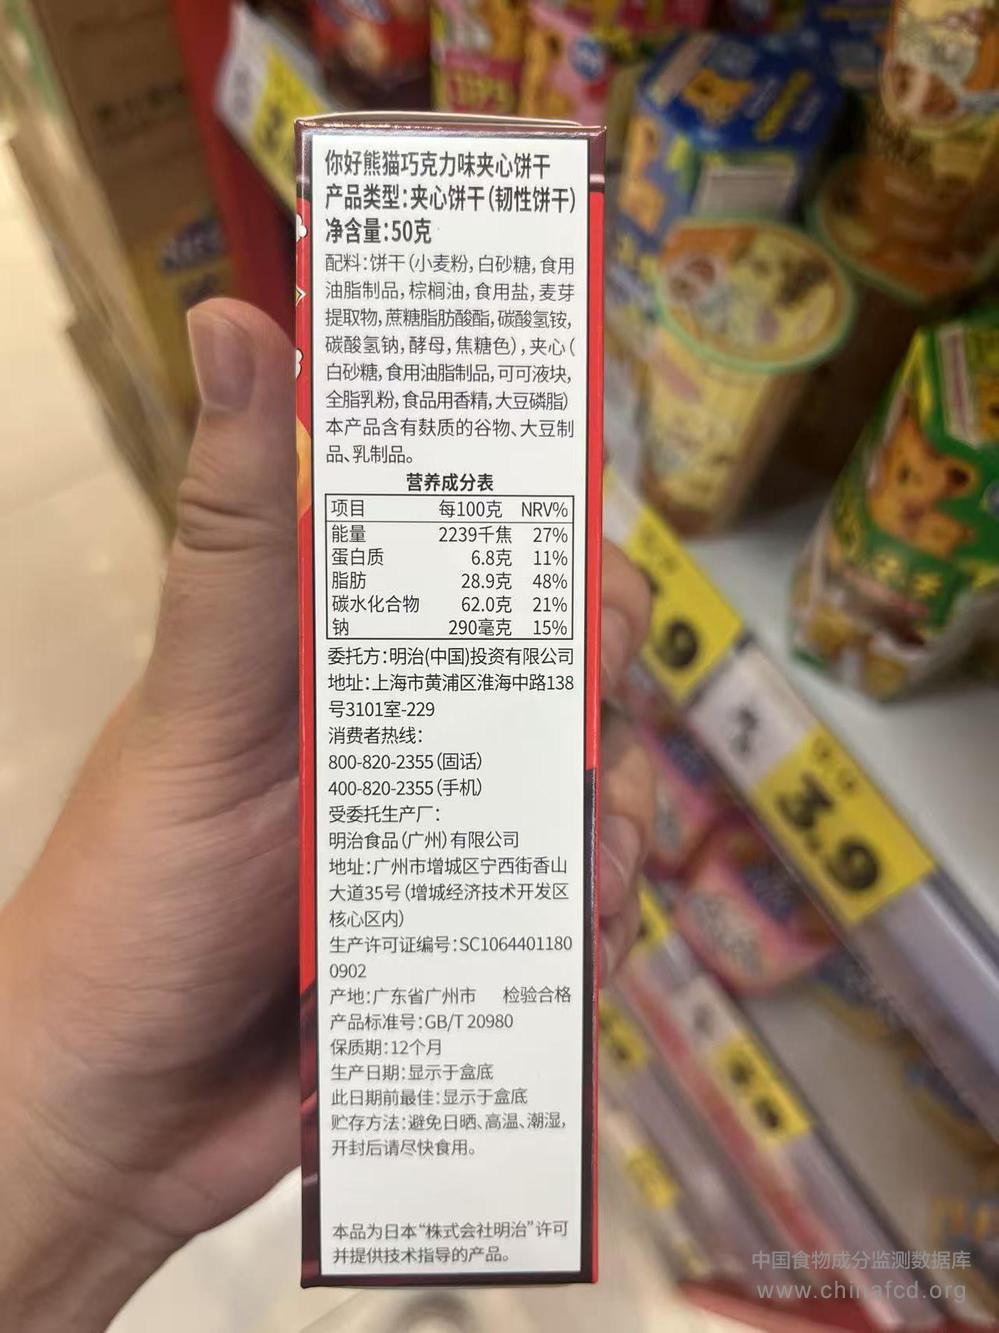 你好熊猫巧克力味夹心饼干
产品类型:夹心饼干(韧性饼干)
净含量:50克
配料:饼干(小麦粉,白砂糖,食用
油脂制品,棕榈油,食用盐,麦芽
提取物,蔗糖脂肪酸酯,碳酸氢铵,
碳酸氢钠,酵母,焦糖色),夹心(
白砂糖,食用油脂制品,可可液块,
全脂乳粉,食品用香精,大豆磷脂)
本产品含有麸质的谷物、大豆制
品、乳制品。
营养成分表
项目 每100克 NRV%
能量 2239千焦 27%
蛋白质 6.8克 11%
脂肪 28.9克 48%
碳水化合物 62.0克 21%
钠 290毫克 15%
委托方:明治(中国)投资有限公司
地址:上海市黄浦区淮海中路138
号3101室-229
消费者热线:
800-820-2355(固话)
400-820-2355(手机)
受委托生产厂:
明治食品(广州)有限公司
地址:广州市增城区宁西街香山
大道35号(增城经济技术开发区
核心区内)
生产许可证编号:SC1064401180
0902
产地:广东省广州市 检验合格
产品标准号:GB/T 20980
保质期:12个月
生产日期:显示于盒底
此日期前最佳:显示于盒底
贮存方法:避免日晒、高温、潮湿,
开封后请尽快食用。
本品为日本“株式会社明治”许可
并提供技术指导的产品。
3.9
中国食物成分监测数据库
www.chinafcd.org